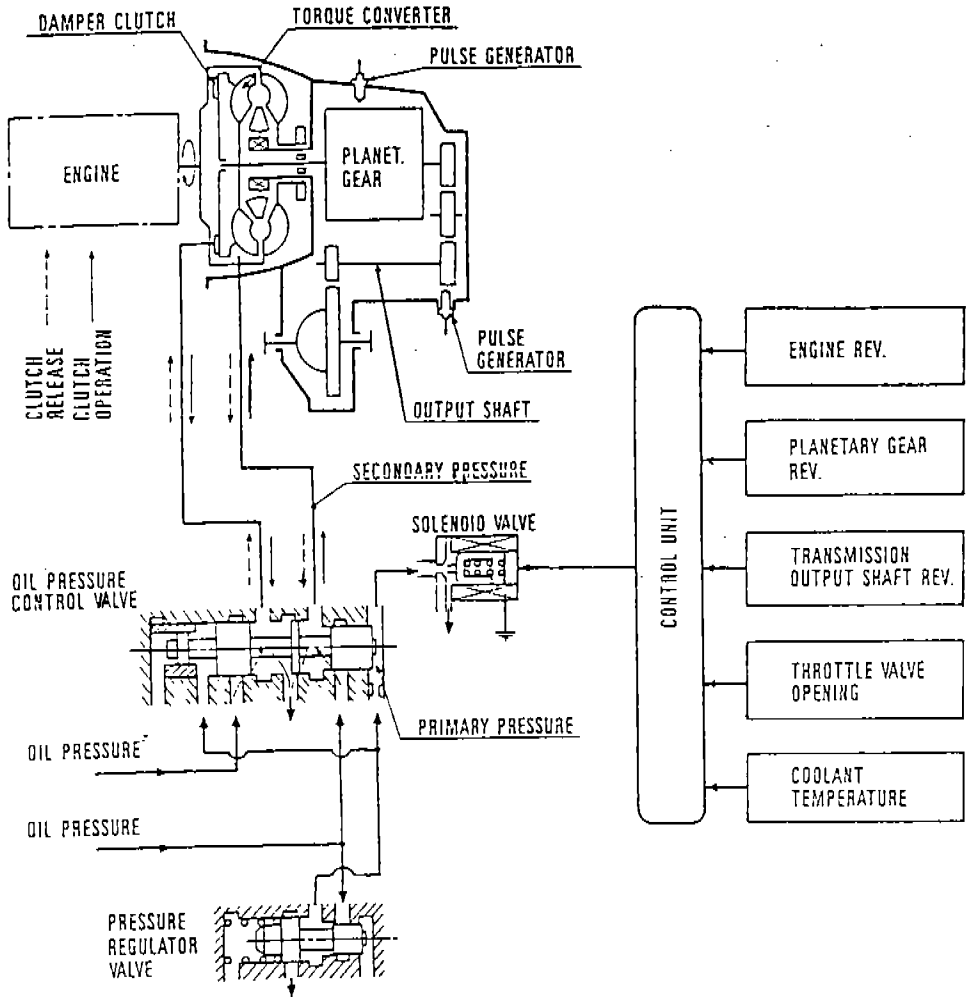 DAMPER CLUTCH
TORQUE CONVERTER
PULSE GENERATOR
ENGINE
PLANET.
GEAR
CLUTCH
RELEASE
CLUTCH
OPERATION
PULSE
GENERATOR
OUTPUT SHAFT
SECONDARY PRESSURE
SOLENOID VALVE
OIL PRESSURE
CONTROL VALVE
PRIMARY PRESSURE
OIL PRESSURE
OIL PRESSURE
PRESSURE
REGULATOR
VALVE
CONTROL UNIT
ENGINE REV.
PLANETARY GEAR
REV.
TRANSMISSION
OUTPUT SHAFT REV.
THROTTLE VALVE
OPENING
COOLANT
TEMPERATURE